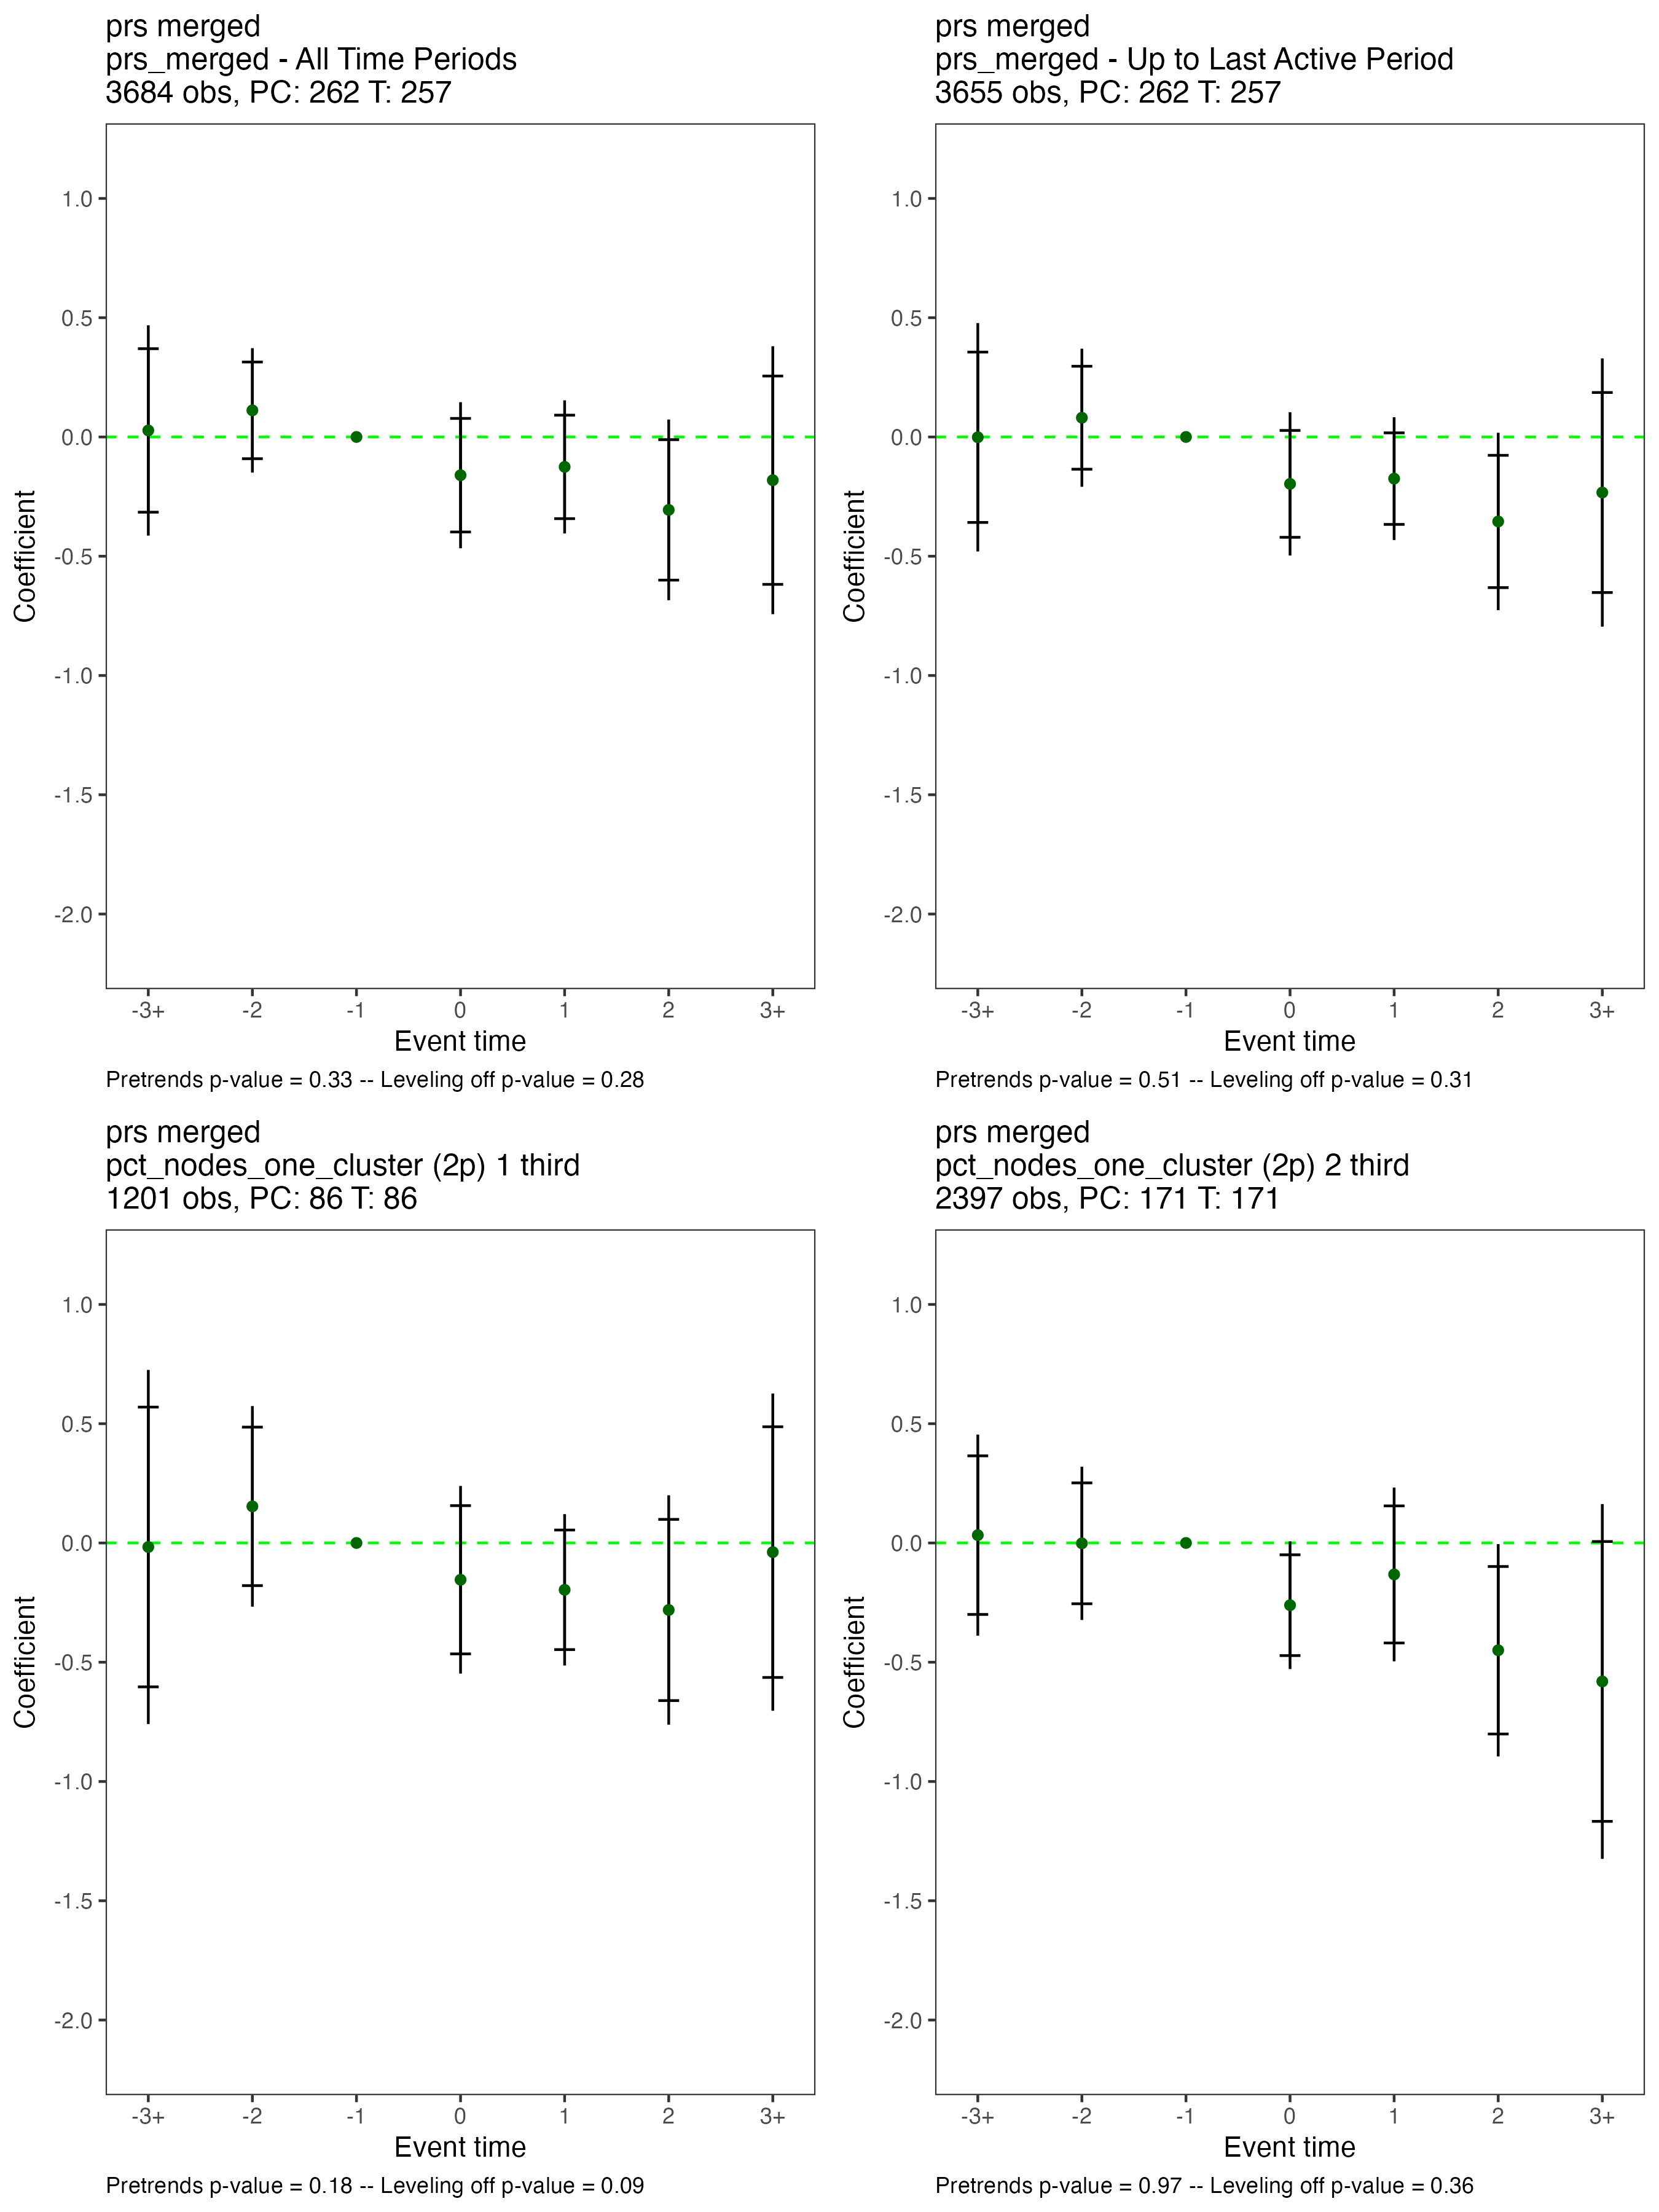 prs merged
prs_merged - All Time Periods
3684 obs, PC: 262 T: 257
Coefficient
1.0
0.5
0.0
-0.5
-1.0
-1.5
-2.0
-3+ -2 -1 0 1 2 3+
Event time
Pretrends p-value = 0.33 -- Leveling off p-value = 0.28
prs merged
prs_merged - Up to Last Active Period
3655 obs, PC: 262 T: 257
Coefficient
1.0
0.5
0.0
-0.5
-1.0
-1.5
-2.0
-3+ -2 -1 0 1 2 3+
Event time
Pretrends p-value = 0.51 -- Leveling off p-value = 0.31
prs merged
pct_nodes_one_cluster (2p) 1 third
1201 obs, PC: 86 T: 86
Coefficient
1.0
0.5
0.0
-0.5
-1.0
-1.5
-2.0
-3+ -2 -1 0 1 2 3+
Event time
Pretrends p-value = 0.18 -- Leveling off p-value = 0.09
prs merged
pct_nodes_one_cluster (2p) 2 third
2397 obs, PC: 171 T: 171
Coefficient
1.0
0.5
0.0
-0.5
-1.0
-1.5
-2.0
-3+ -2 -1 0 1 2 3+
Event time
Pretrends p-value = 0.97 -- Leveling off p-value = 0.36